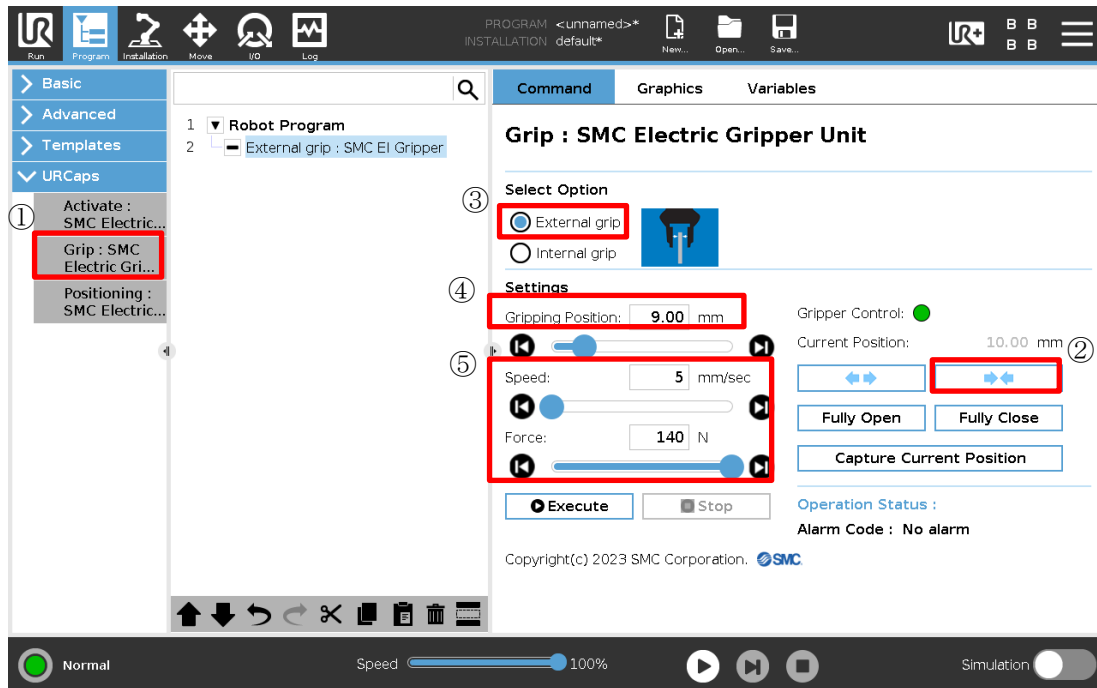 UR
PROGRAM <unnamed>*
INSTALLATION default*
Run
Program
Installation
Move
I/O
Log
New...
Open...
Save...
UR+
B B
B B
Basic
Advanced
Templates
URCaps
①
Activate :
SMC Electric...
Grip : SMC
Electric Gri...
Positioning :
SMC Electric...
1 Robot Program
2 External grip : SMC El Gripper
Command
Graphics
Variables
Grip : SMC Electric Gripper Unit
Select Option
③
External grip
Internal grip
④
Settings
Gripping Position: 9.00 mm
⑤
Speed: 5 mm/sec
Force: 140 N
Execute
Stop
Gripper Control:
Current Position: 10.00 mm
②
Fully Open
Fully Close
Capture Current Position
Operation Status :
Alarm Code : No alarm
Copyright(c) 2023 SMC Corporation. SMC.
Normal
Speed 100%
Simulation